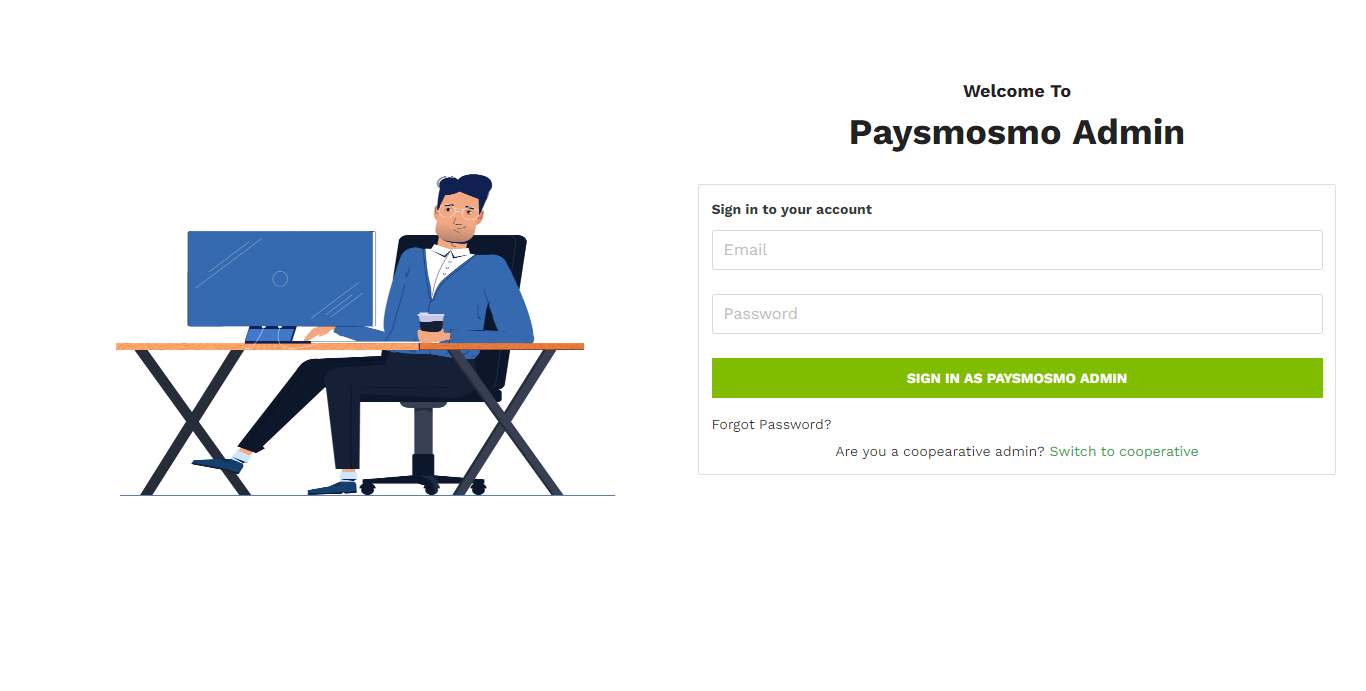 Welcome To
Paysmosmo Admin
Sign in to your account
Email
Password
SIGN IN AS PAYSMOSMO ADMIN
Forgot Password?
Are you a coopearative admin? Switch to cooperative